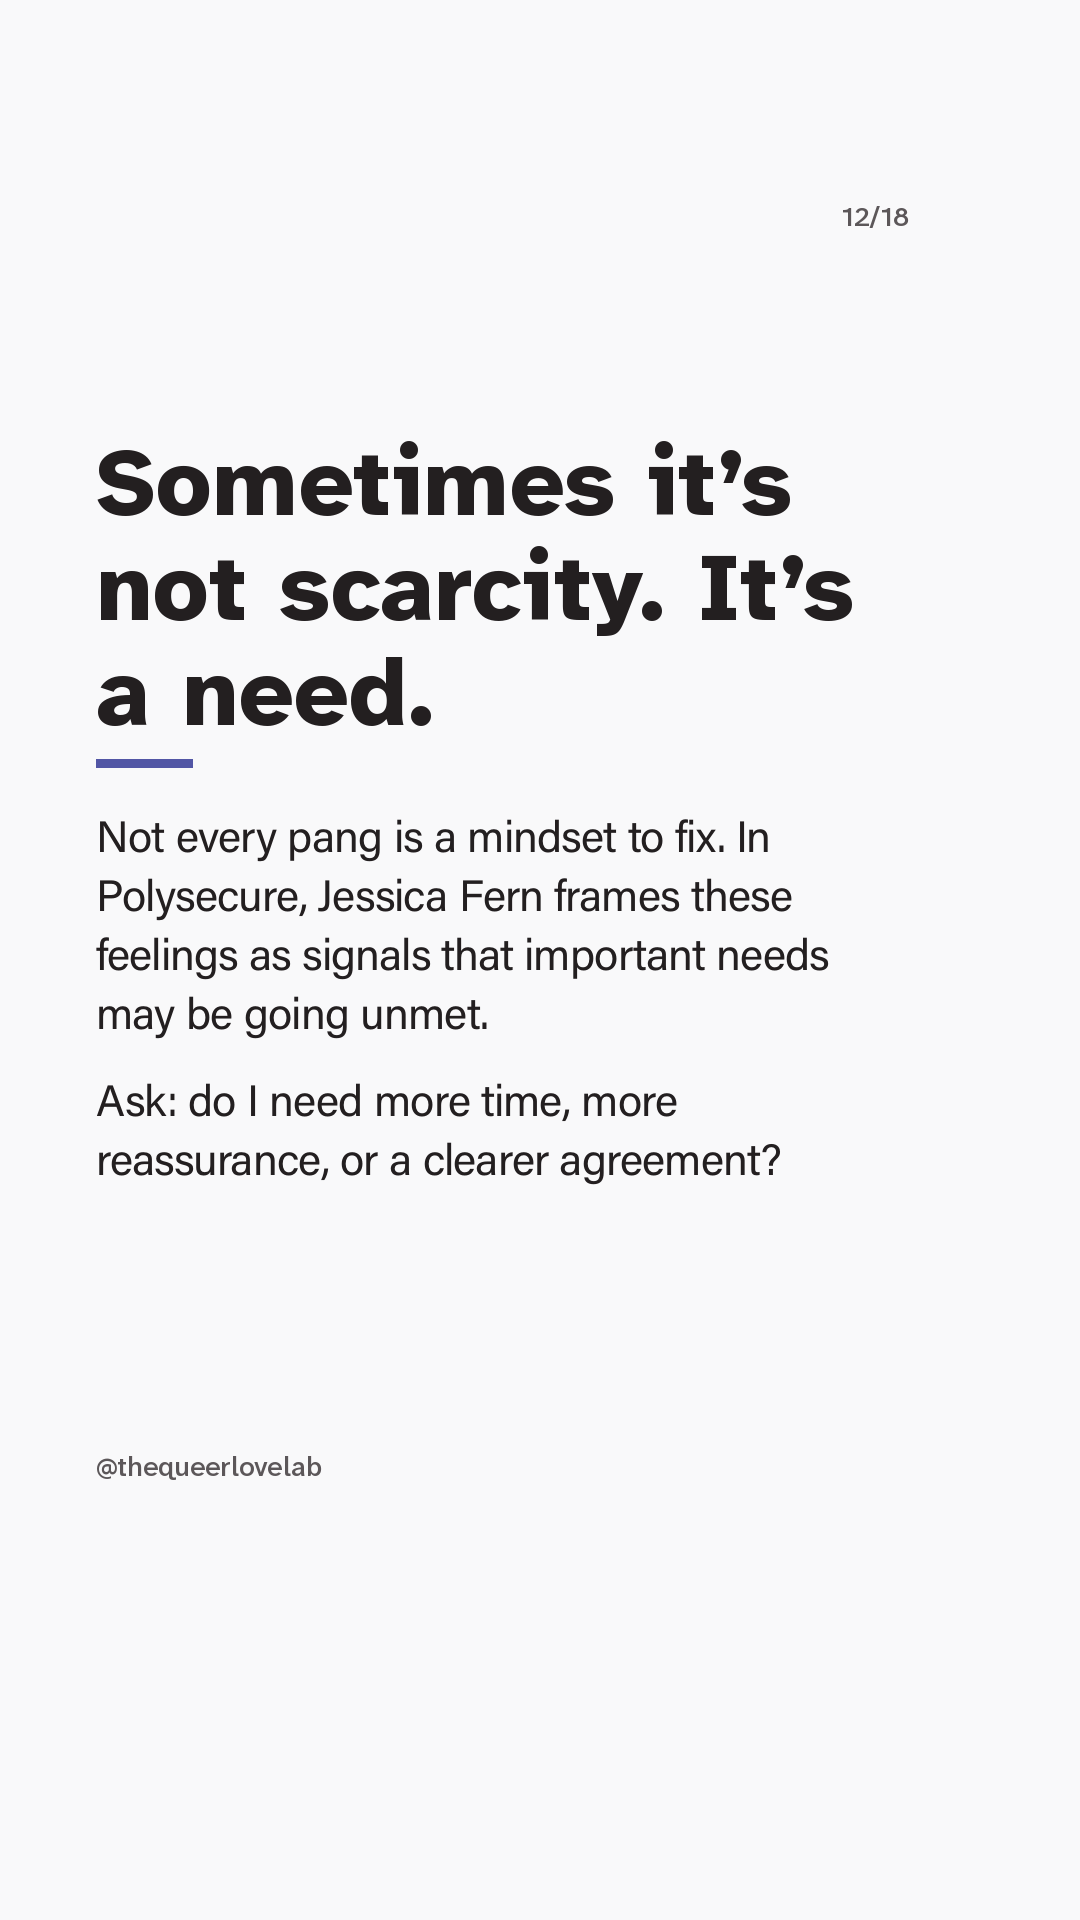 12/18
Sometimes it’s
not scarcity. It’s
a need.
Not every pang is a mindset to fix. In
Polysecure, Jessica Fern frames these
feelings as signals that important needs
may be going unmet.
Ask: do I need more time, more
reassurance, or a clearer agreement?
@thequeerlovelab